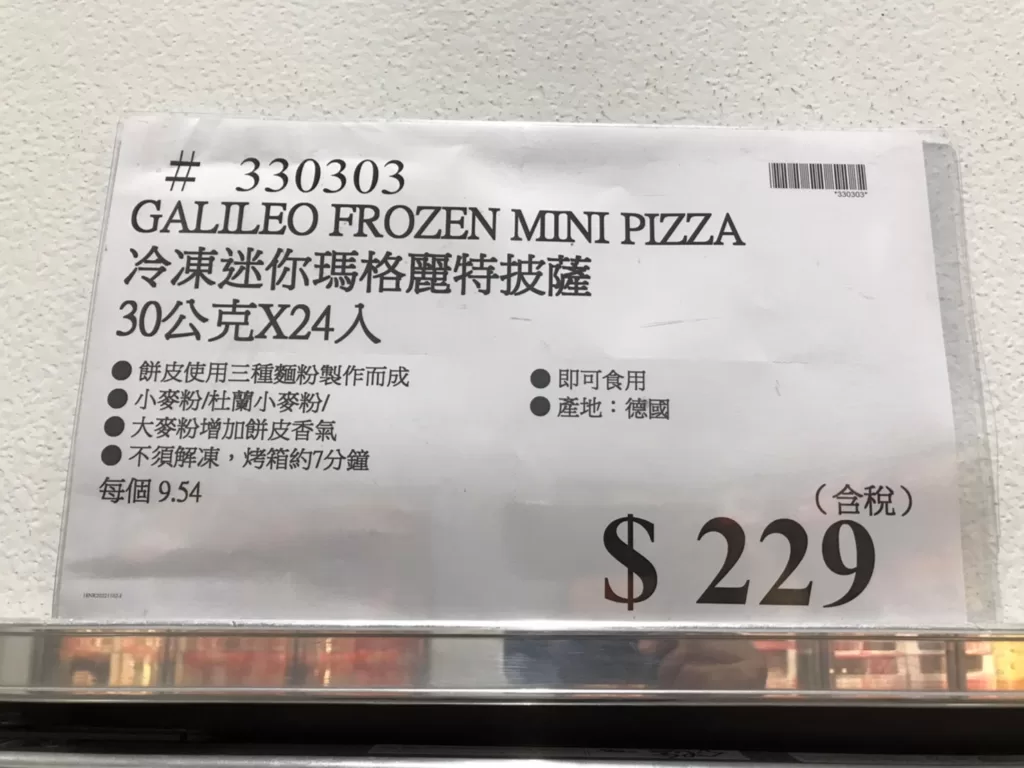 # 330303
*330303*
GALILEO FROZEN MINI PIZZA
冷凍迷你瑪格麗特披薩
30公克X24入
● 餅皮使用三種麵粉製作而成
● 小麥粉/杜蘭小麥粉/
● 大麥粉增加餅皮香氣
● 不須解凍，烤箱約7分鐘
● 即可食用
● 產地：德國
每個 9.54
（含稅）
$ 229